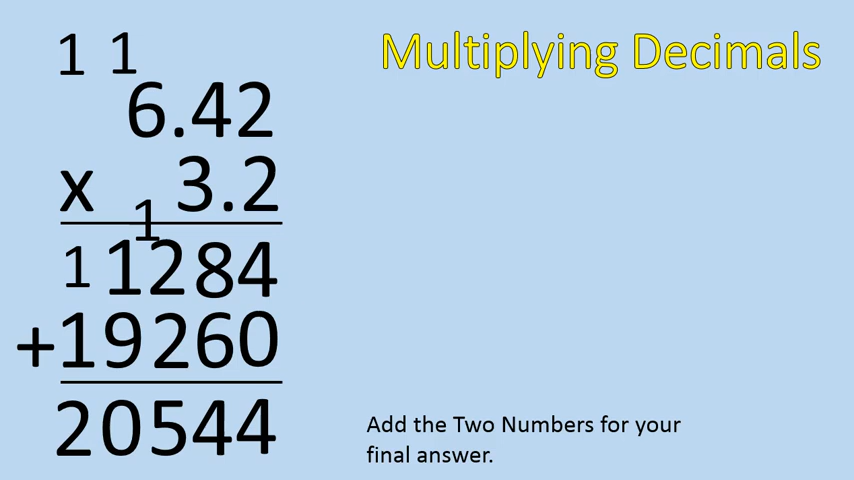 Multiplying Decimals
1 1
6.42
x 3.2
1
1 1284
+19260
20544
Add the Two Numbers for your
final answer.